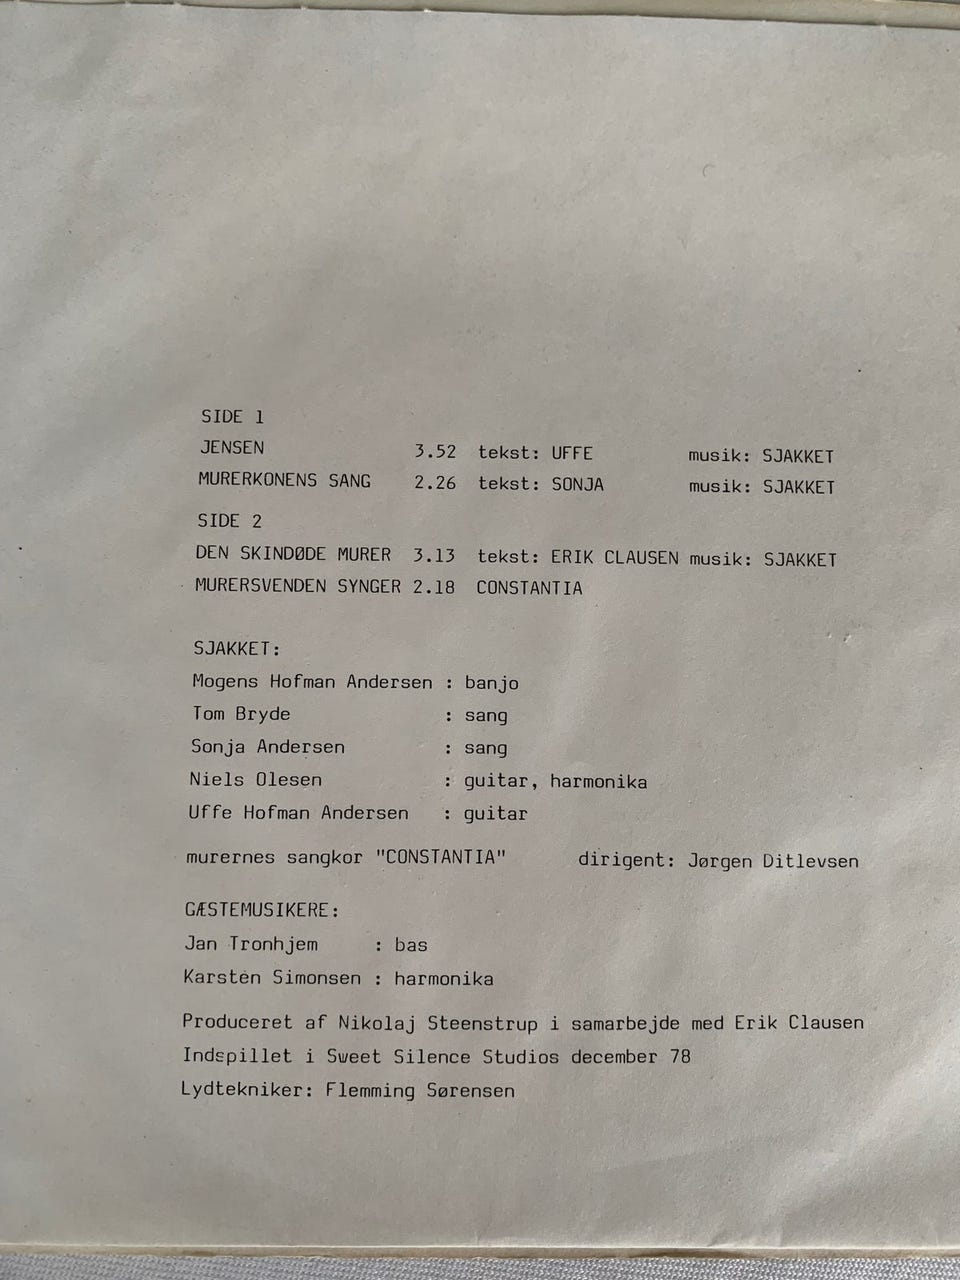 SIDE 1
JENSEN 3.52 tekst: UFFE musik: SJAKKET
MURERKONENS SANG 2.26 tekst: SONJA musik: SJAKKET
SIDE 2
DEN SKINDØDE MURER 3.13 tekst: ERIK CLAUSEN musik: SJAKKET
MURERSVENDEN SYNGER 2.18 CONSTANTIA
SJAKKET:
Mogens Hofman Andersen : banjo
Tom Bryde : sang
Sonja Andersen : sang
Niels Olesen : guitar, harmonika
Uffe Hofman Andersen : guitar
murernes sangkor "CONSTANTIA" dirigent: Jørgen Ditlevsen
GÆSTEMUSIKERE:
Jan Tronhjem : bas
Karsten Simonsen : harmonika
Produceret af Nikolaj Steenstrup i samarbejde med Erik Clausen
Indspillet i Sweet Silence Studios december 78
Lydtekniker: Flemming Sørensen